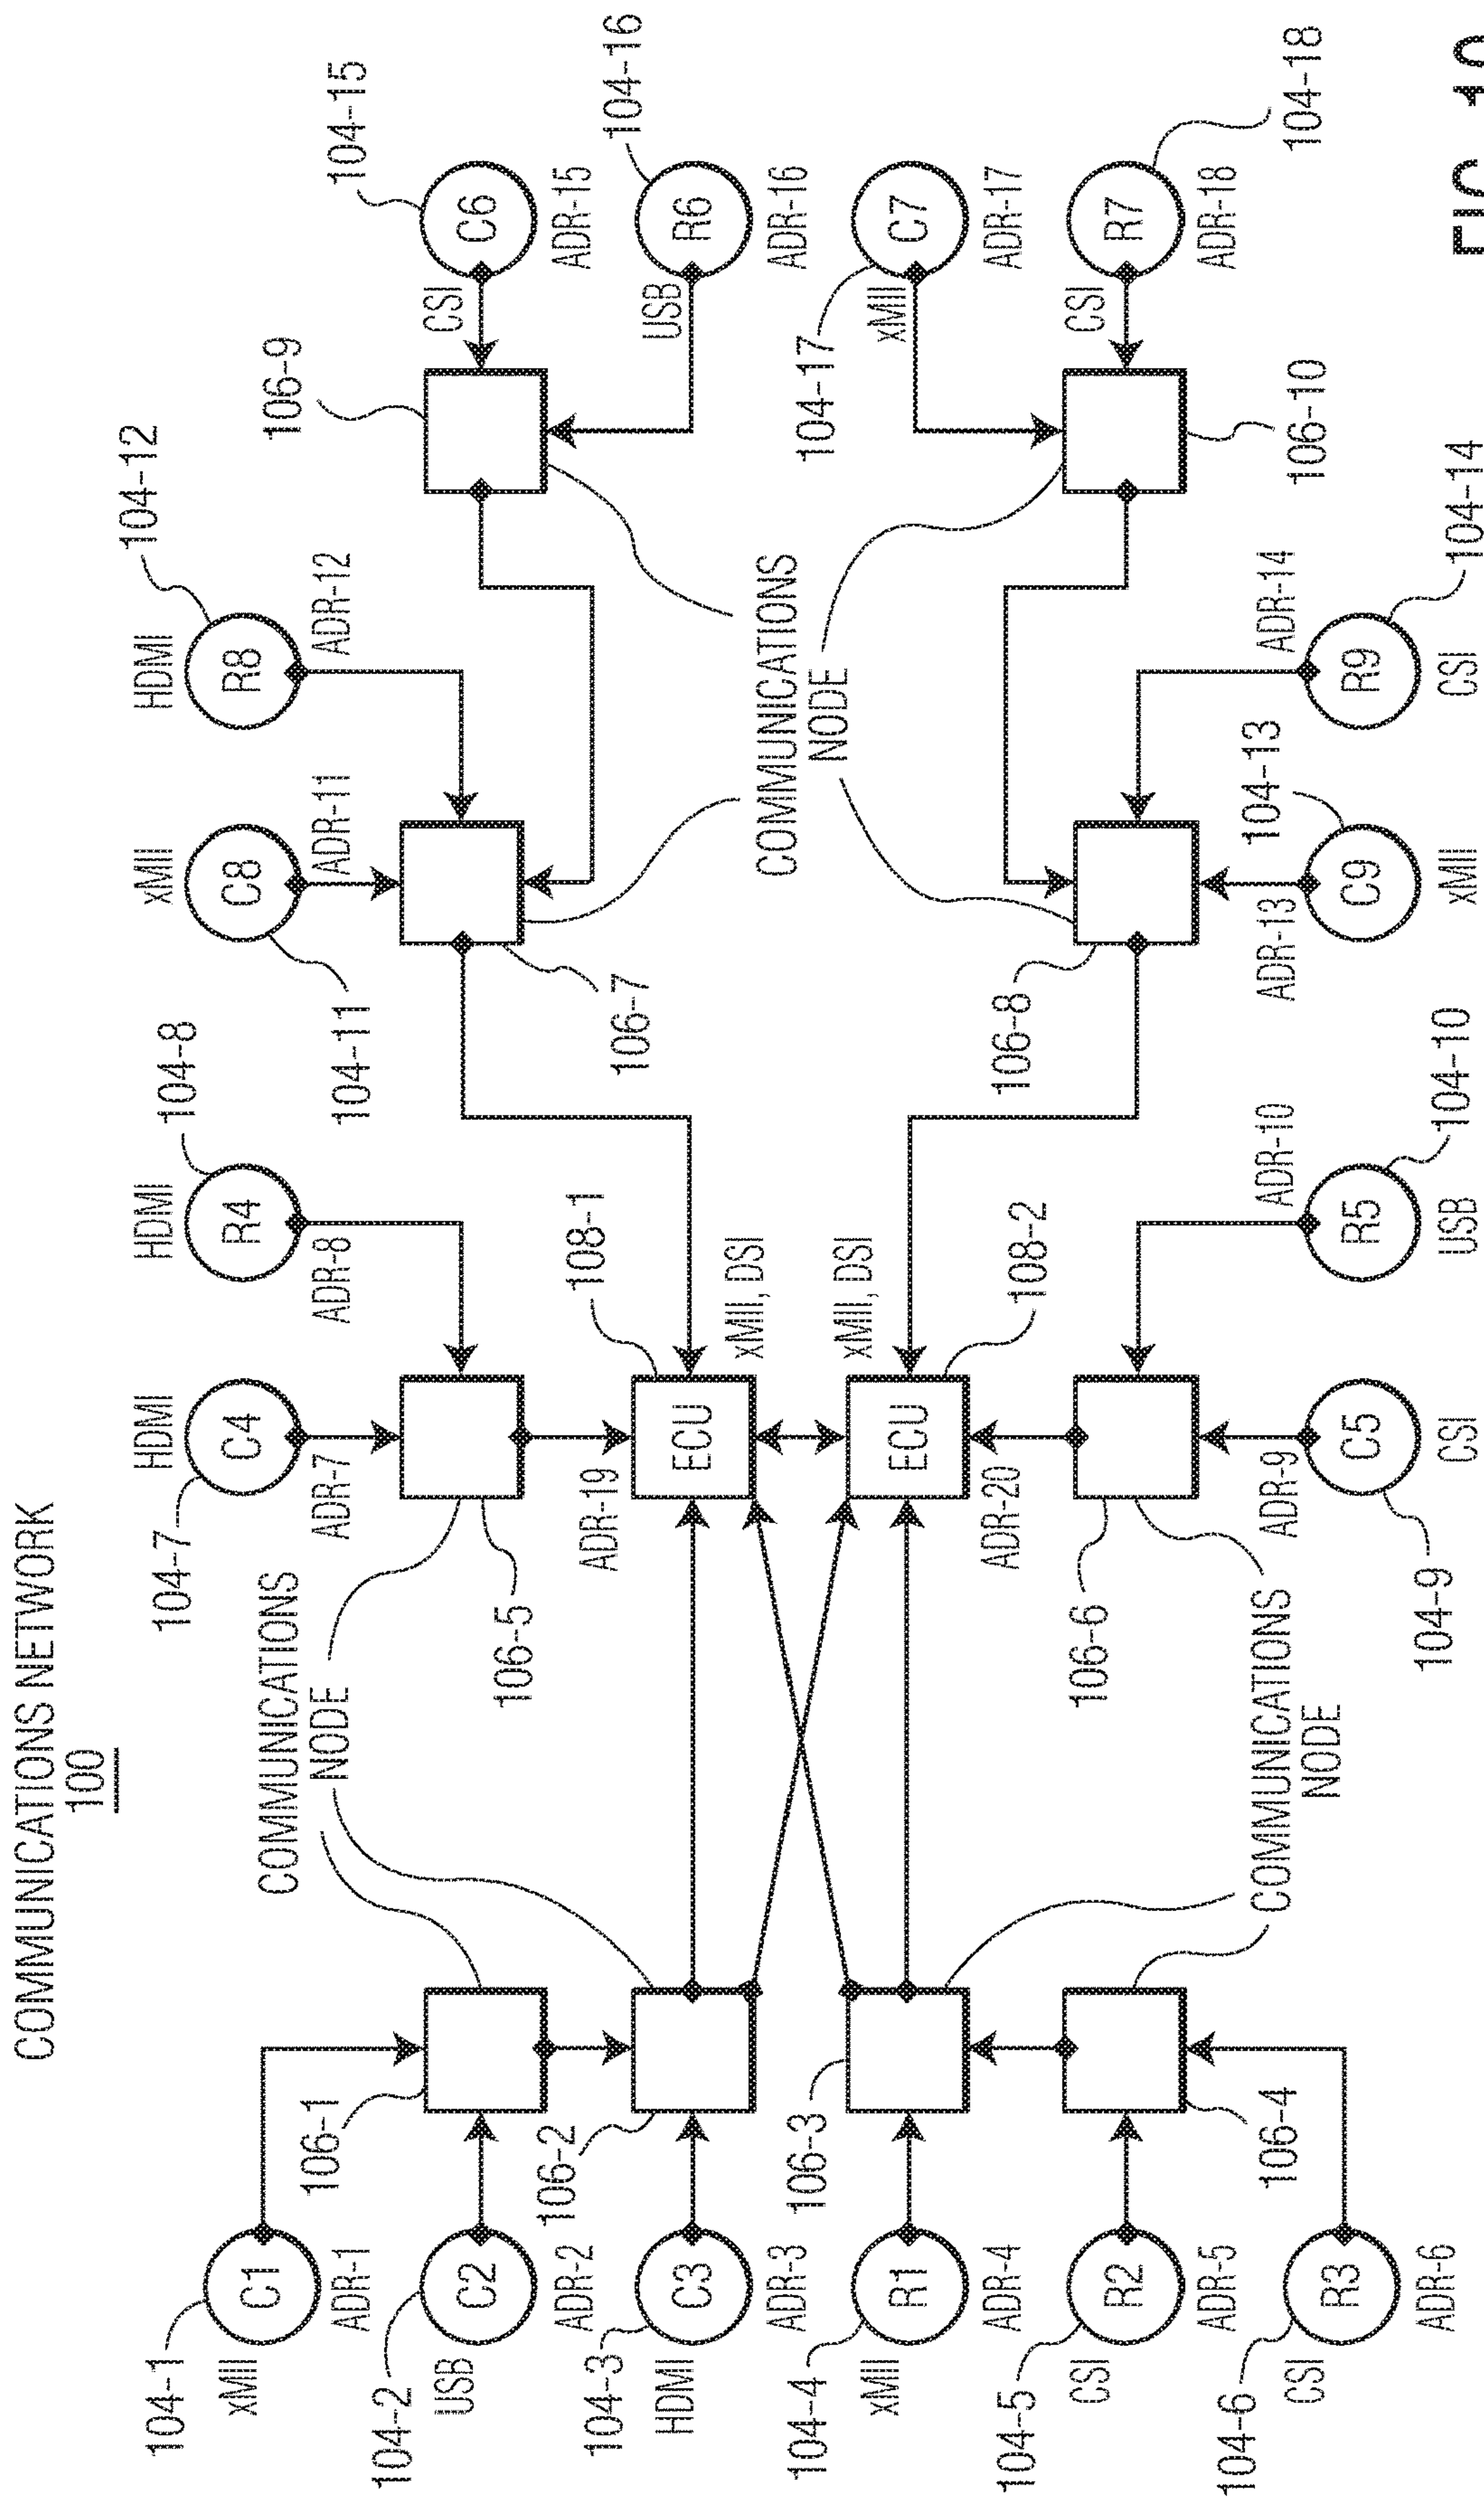 COMMUNICATIONS NETWORK
100
104-1
xMII
C1
ADR-1
104-2
USB
C2
ADR-2
104-3
HDMI
C3
ADR-3
104-4
xMII
R1
ADR-4
104-5
CSI
R2
ADR-5
104-6
CSI
R3
ADR-6
106-1
106-2
106-3
106-4
COMMUNICATIONS
NODE
COMMUNICATIONS
NODE
104-7
HDMI
C4
ADR-7
104-8
HDMI
R4
ADR-8
106-5
ADR-19
ECU
108-1
xMII, DSI
xMII, DSI
ECU
108-2
ADR-20
106-6
ADR-9
C5
CSI
104-9
ADR-10
R5
USB
104-10
xMII
C8
ADR-11
104-11
HDMI
R8
ADR-12
104-12
106-7
COMMUNICATIONS
NODE
106-8
ADR-13
C9
xMII
104-13
ADR-14
R9
CSI
104-14
106-9
CSI
C6
ADR-15
104-15
USB
R6
ADR-16
104-16
xMII
C7
ADR-17
104-17
CSI
R7
ADR-18
104-18
106-10